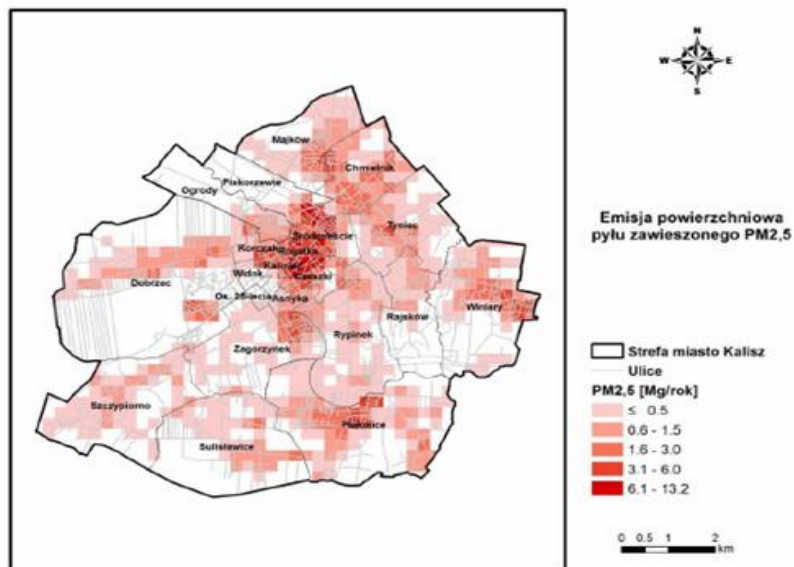 N
W E
S
Majków
Chmielnik
Piskorzewie
Ogrody
Śródmieście
Tyniec
Rogatka
Korczak
Kaliniec
Czaszki
Widok
Dobrzec
Os. 25-lecia
Asnyka
Winiary
Rajsków
Rypinek
Zagorzynek
Szczypiorno
Piwonice
Sulisławice
Emisja powierzchniowa
pyłu zawieszonego PM2,5
Strefa miasto Kalisz
Ulice
PM2,5 [Mg/rok]
≤ 0.5
0.6 - 1.5
1.6 - 3.0
3.1 - 6.0
6.1 - 13.2
0 0.5 1 2
km